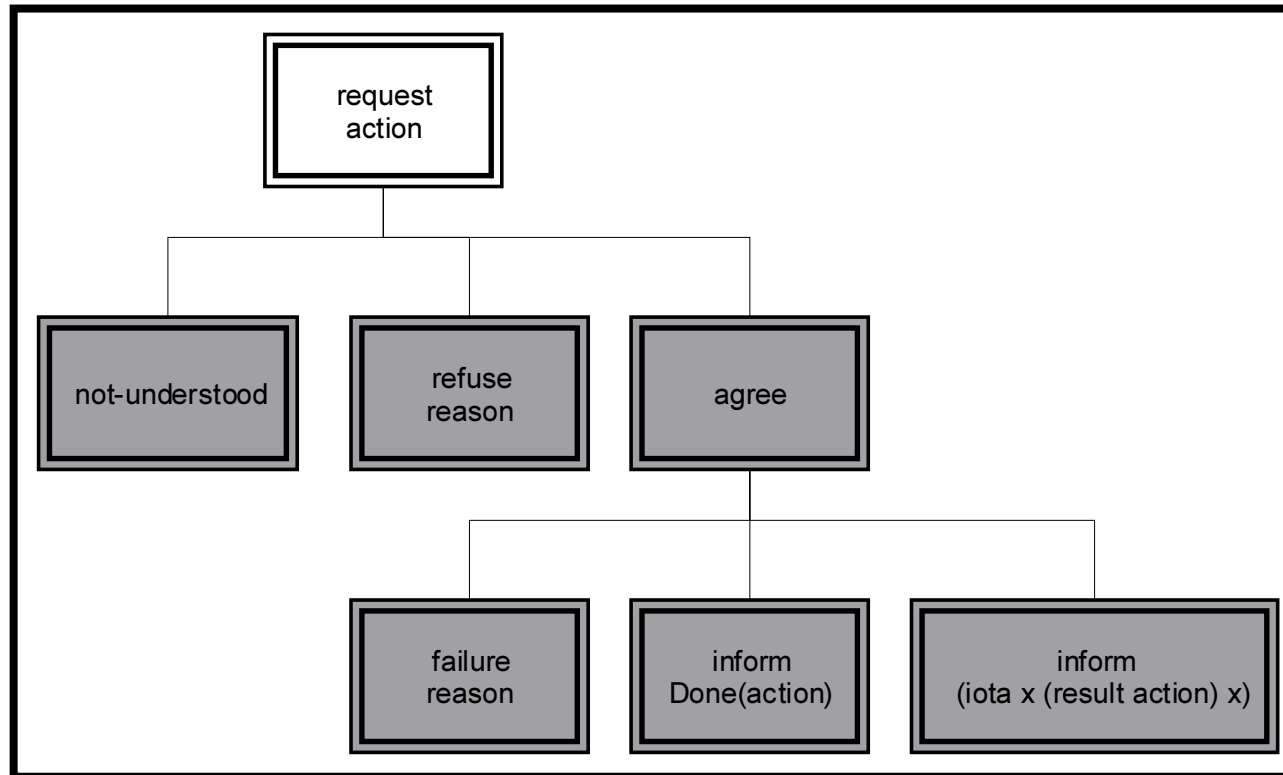 request
action
not-understood
refuse
reason
agree
failure
reason
inform
Done(action)
inform
(iota x (result action) x)